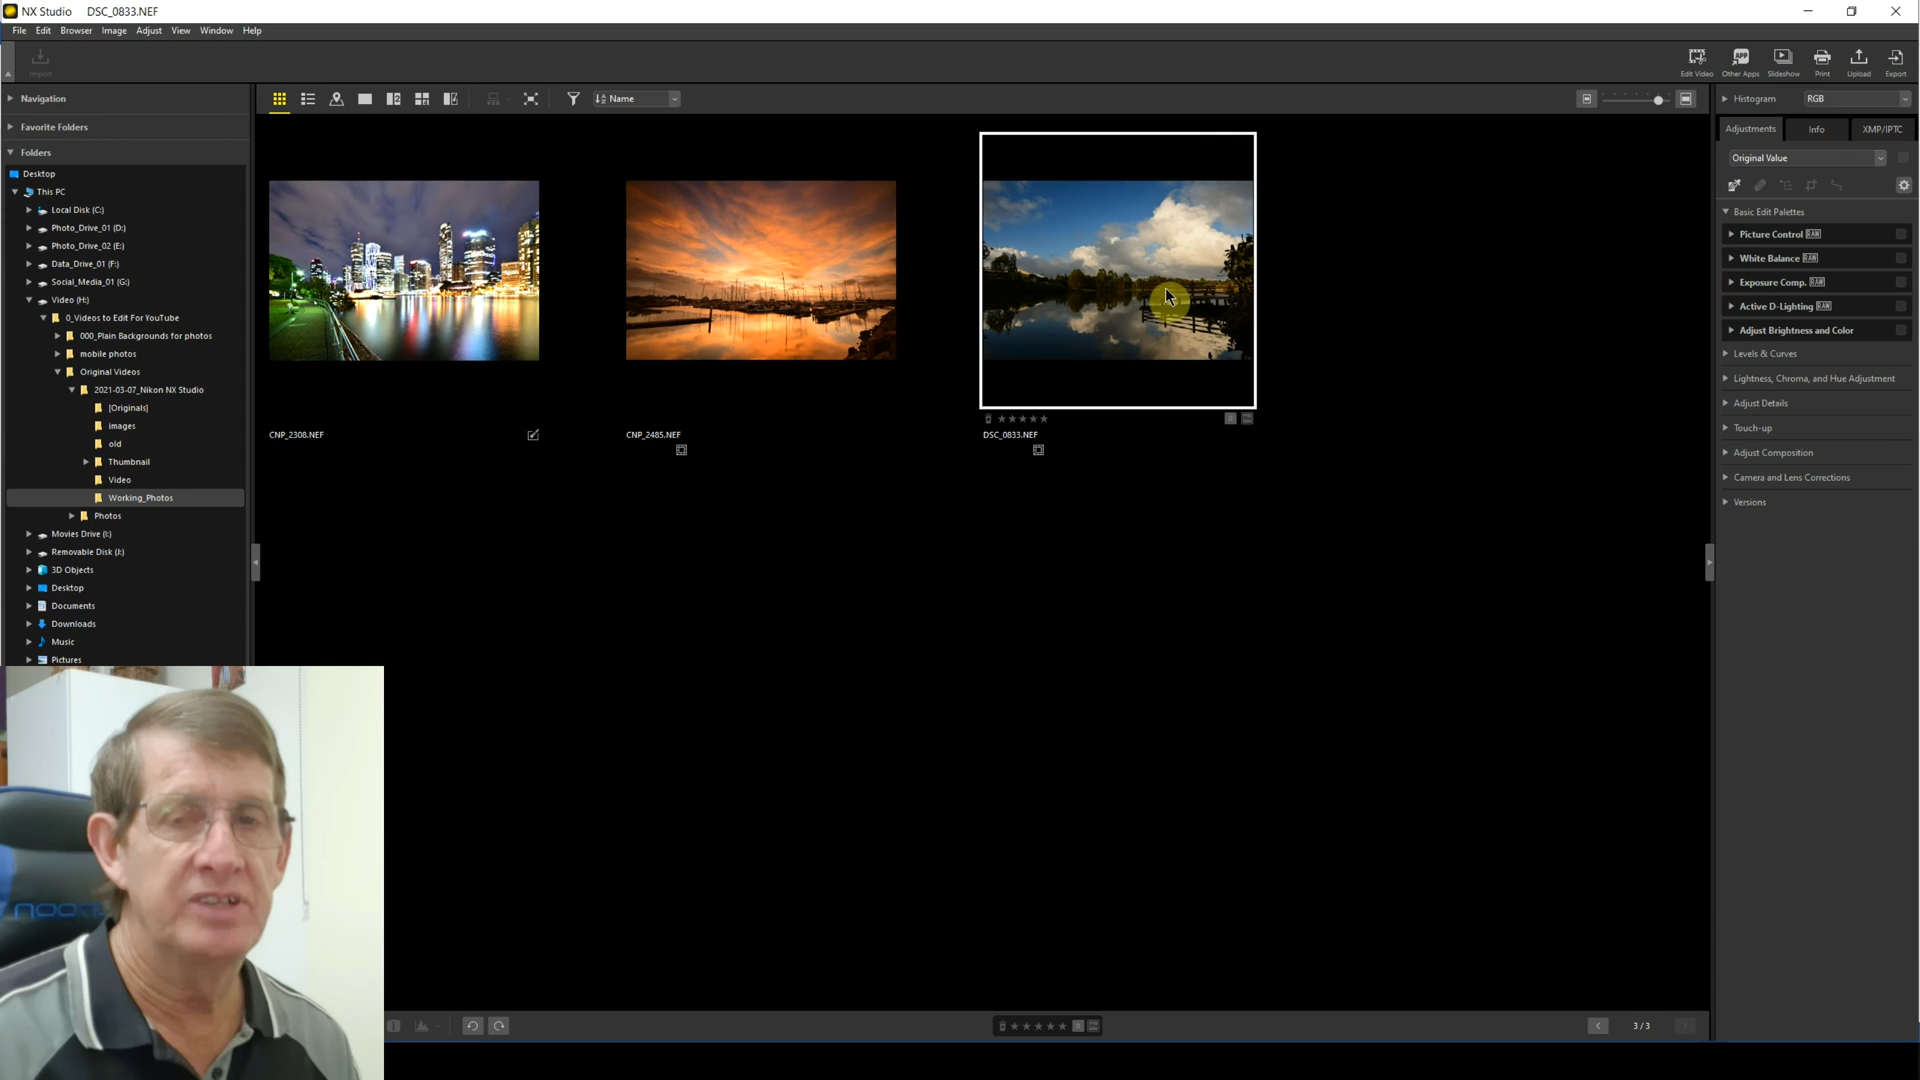 NX Studio DSC_0833.NEF
File Edit Browser Image Adjust View Window Help
Import
Edit Video Other Apps Slideshow Print Upload Export
Navigation
Favorite Folders
Folders
Desktop
This PC
Local Disk (C:)
Photo_Drive_01 (D:)
Photo_Drive_02 (E:)
Data_Drive_01 (F:)
Social_Media_01 (G:)
Video (H:)
0_Videos to Edit For YouTube
000_Plain Backgrounds for photos
mobile photos
Original Videos
2021-03-07_Nikon NX Studio
[Originals]
images
old
Thumbnail
Video
Working_Photos
Photos
Movies Drive (I:)
Removable Disk (J:)
3D Objects
Desktop
Documents
Downloads
Music
Pictures
Name
CNP_2308.NEF
CNP_2485.NEF
DSC_0833.NEF
Histogram RGB
Adjustments Info XMP/IPTC
Original Value
Basic Edit Palettes
Picture Control RAW
White Balance RAW
Exposure Comp. RAW
Active D-Lighting RAW
Adjust Brightness and Color
Levels & Curves
Lightness, Chroma, and Hue Adjustment
Adjust Details
Touch-up
Adjust Composition
Camera and Lens Corrections
Versions
3/3